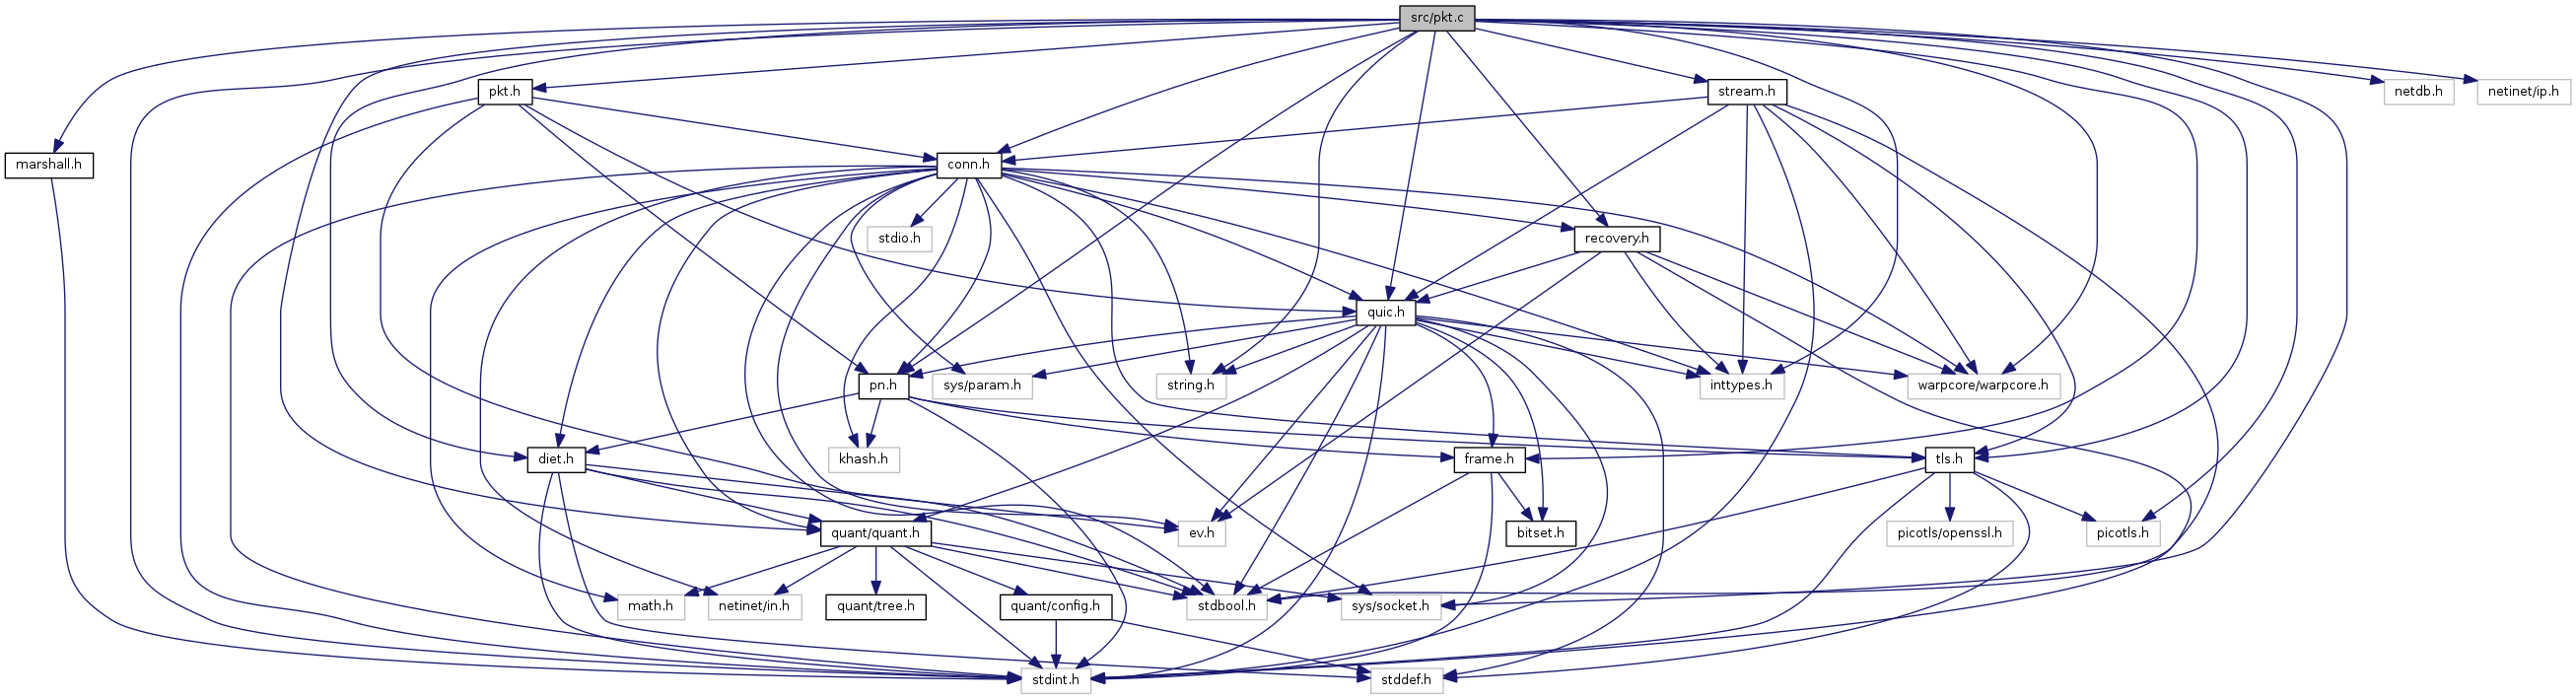 src/pkt.c
pkt.h
stream.h
netdb.h
netinet/ip.h
marshall.h
conn.h
stdio.h
recovery.h
quic.h
pn.h
sys/param.h
string.h
inttypes.h
warpcore/warpcore.h
diet.h
khash.h
frame.h
tls.h
quant/quant.h
ev.h
bitset.h
picotls/openssl.h
picotls.h
math.h
netinet/in.h
quant/tree.h
quant/config.h
stdbool.h
sys/socket.h
stdint.h
stddef.h